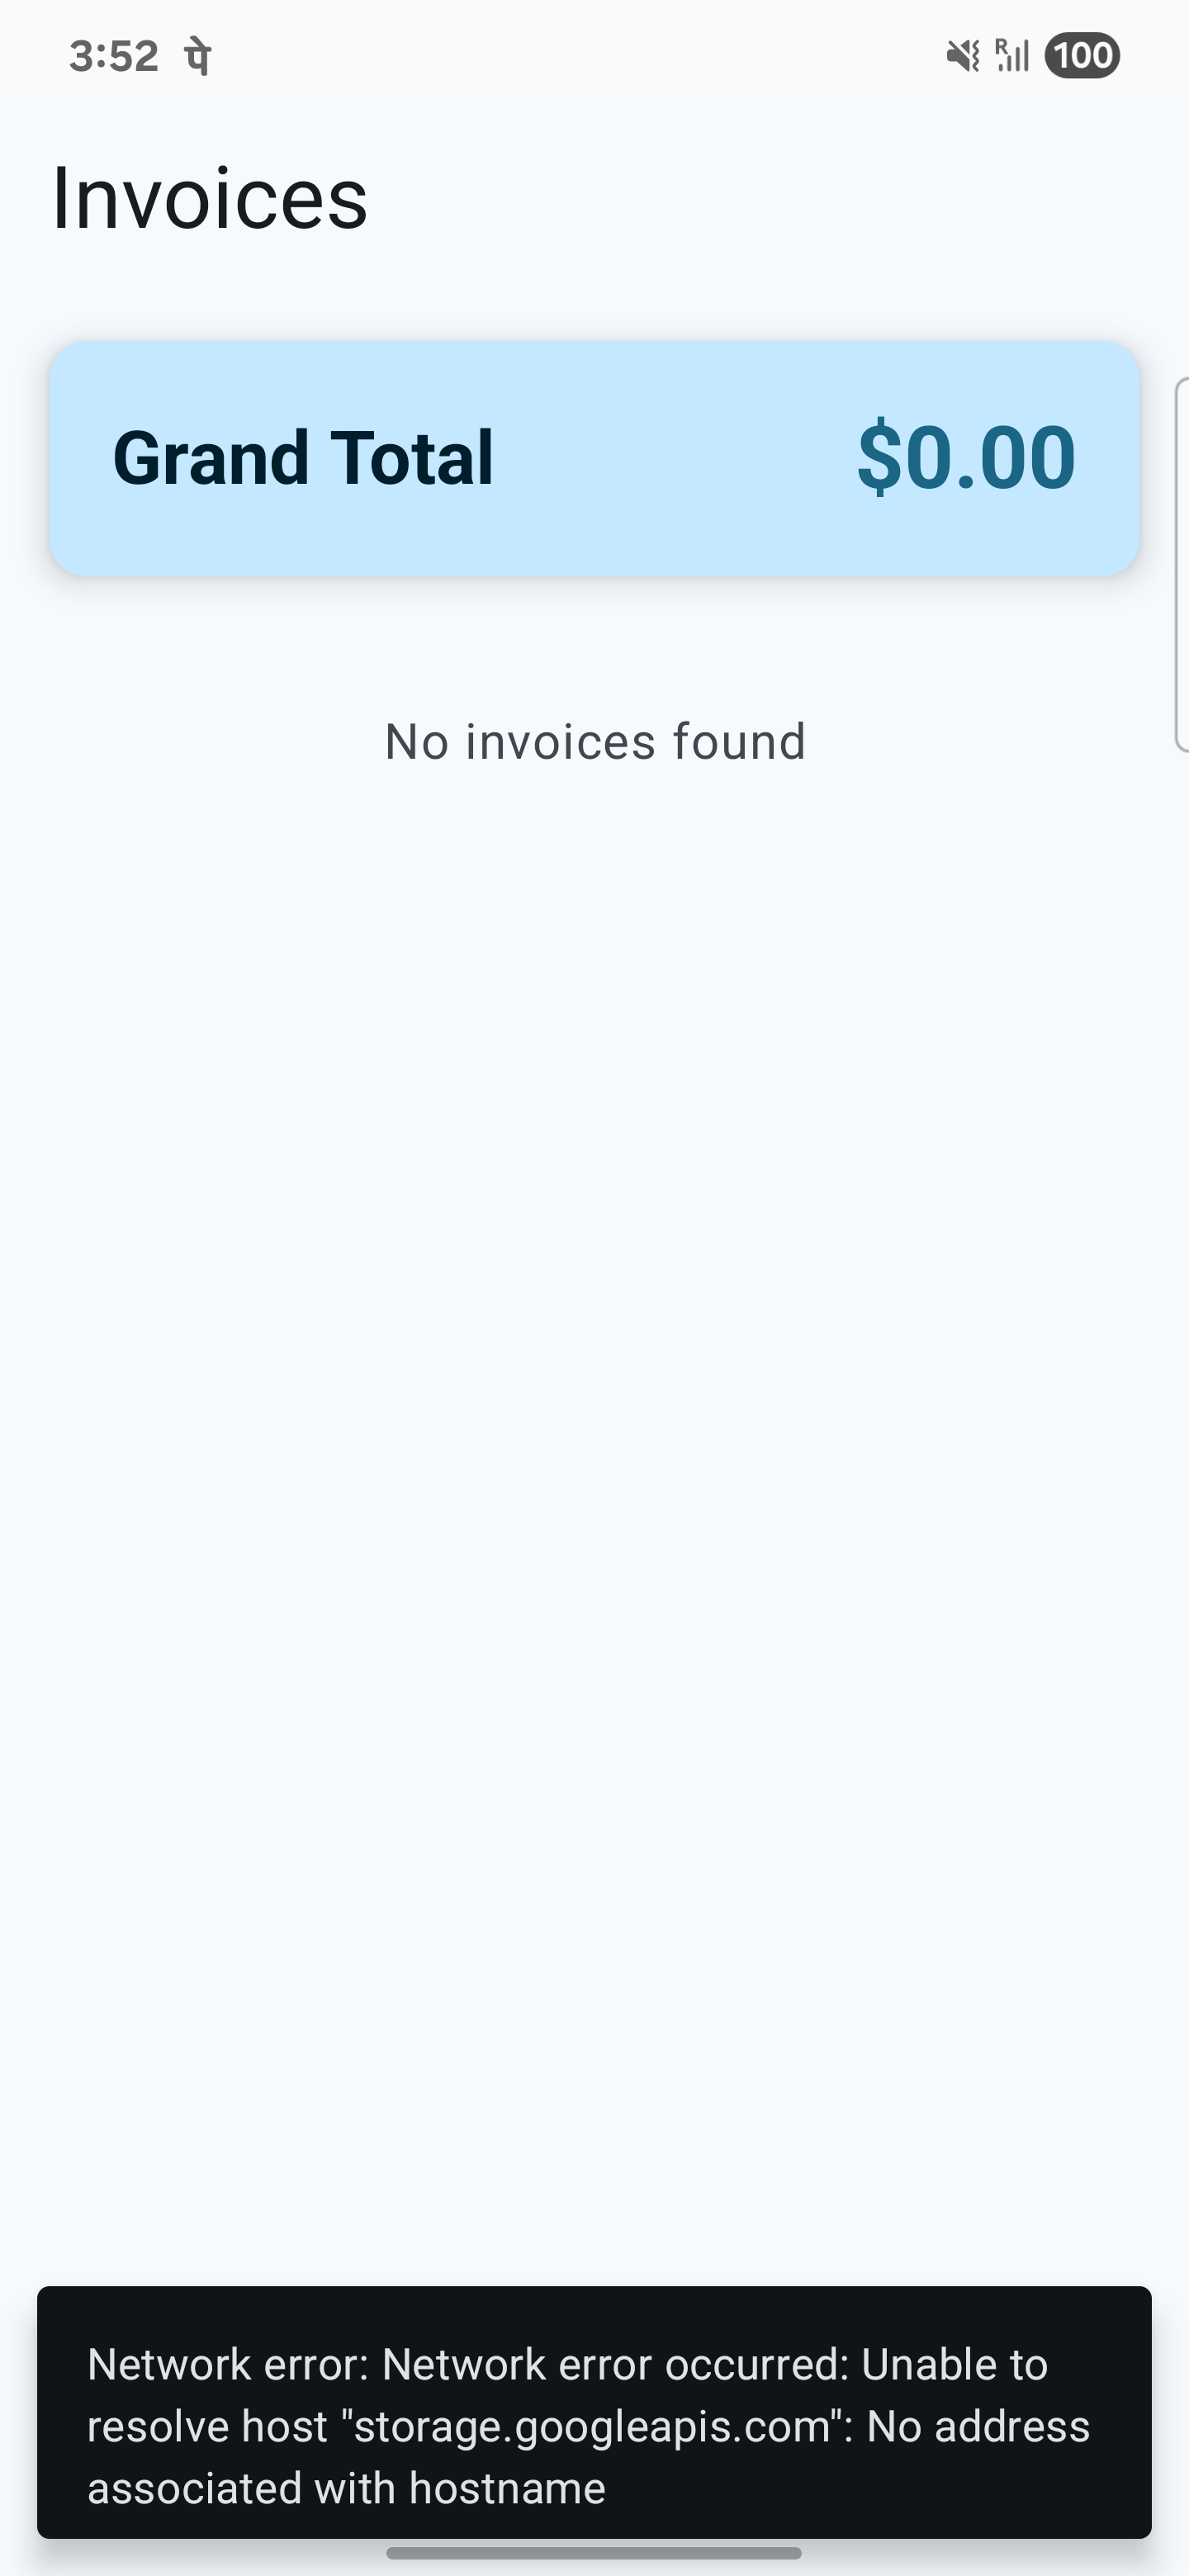 3:52 पे R 100
Invoices
Grand Total $0.00
No invoices found
Network error: Network error occurred: Unable to
resolve host "storage.googleapis.com": No address
associated with hostname